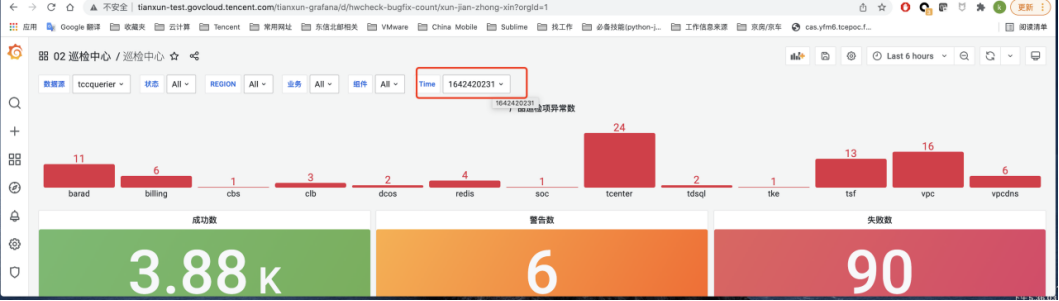 不安全 | tianxun-test.govcloud.tencent.com/tianxun-grafana/d/hwcheck-bugfix-count/xun-jian-zhong-xin?orgId=1 k 更新
应用 Google 翻译 收藏夹 云计算 Tencent 常用网址 东信北邮相关 VMware China Mobile Sublime 找工作 必备技能(python-j... 工作信息来源 京房/京车 cas.yfm6.tcepoc.f... 阅读清单
02 巡检中心 / 巡检中心 Last 6 hours
数据源 tccquerier 状态 All REGION All 业务 All 组件 All Time 1642420231
1642420231
产品巡检项异常数
11 6 1 3 2 4 1 24 2 1 13 16 6
barad billing cbs clb dcos redis soc tcenter tdsql tke tsf vpc vpcdns
成功数 警告数 失败数
3.88 K 6 90